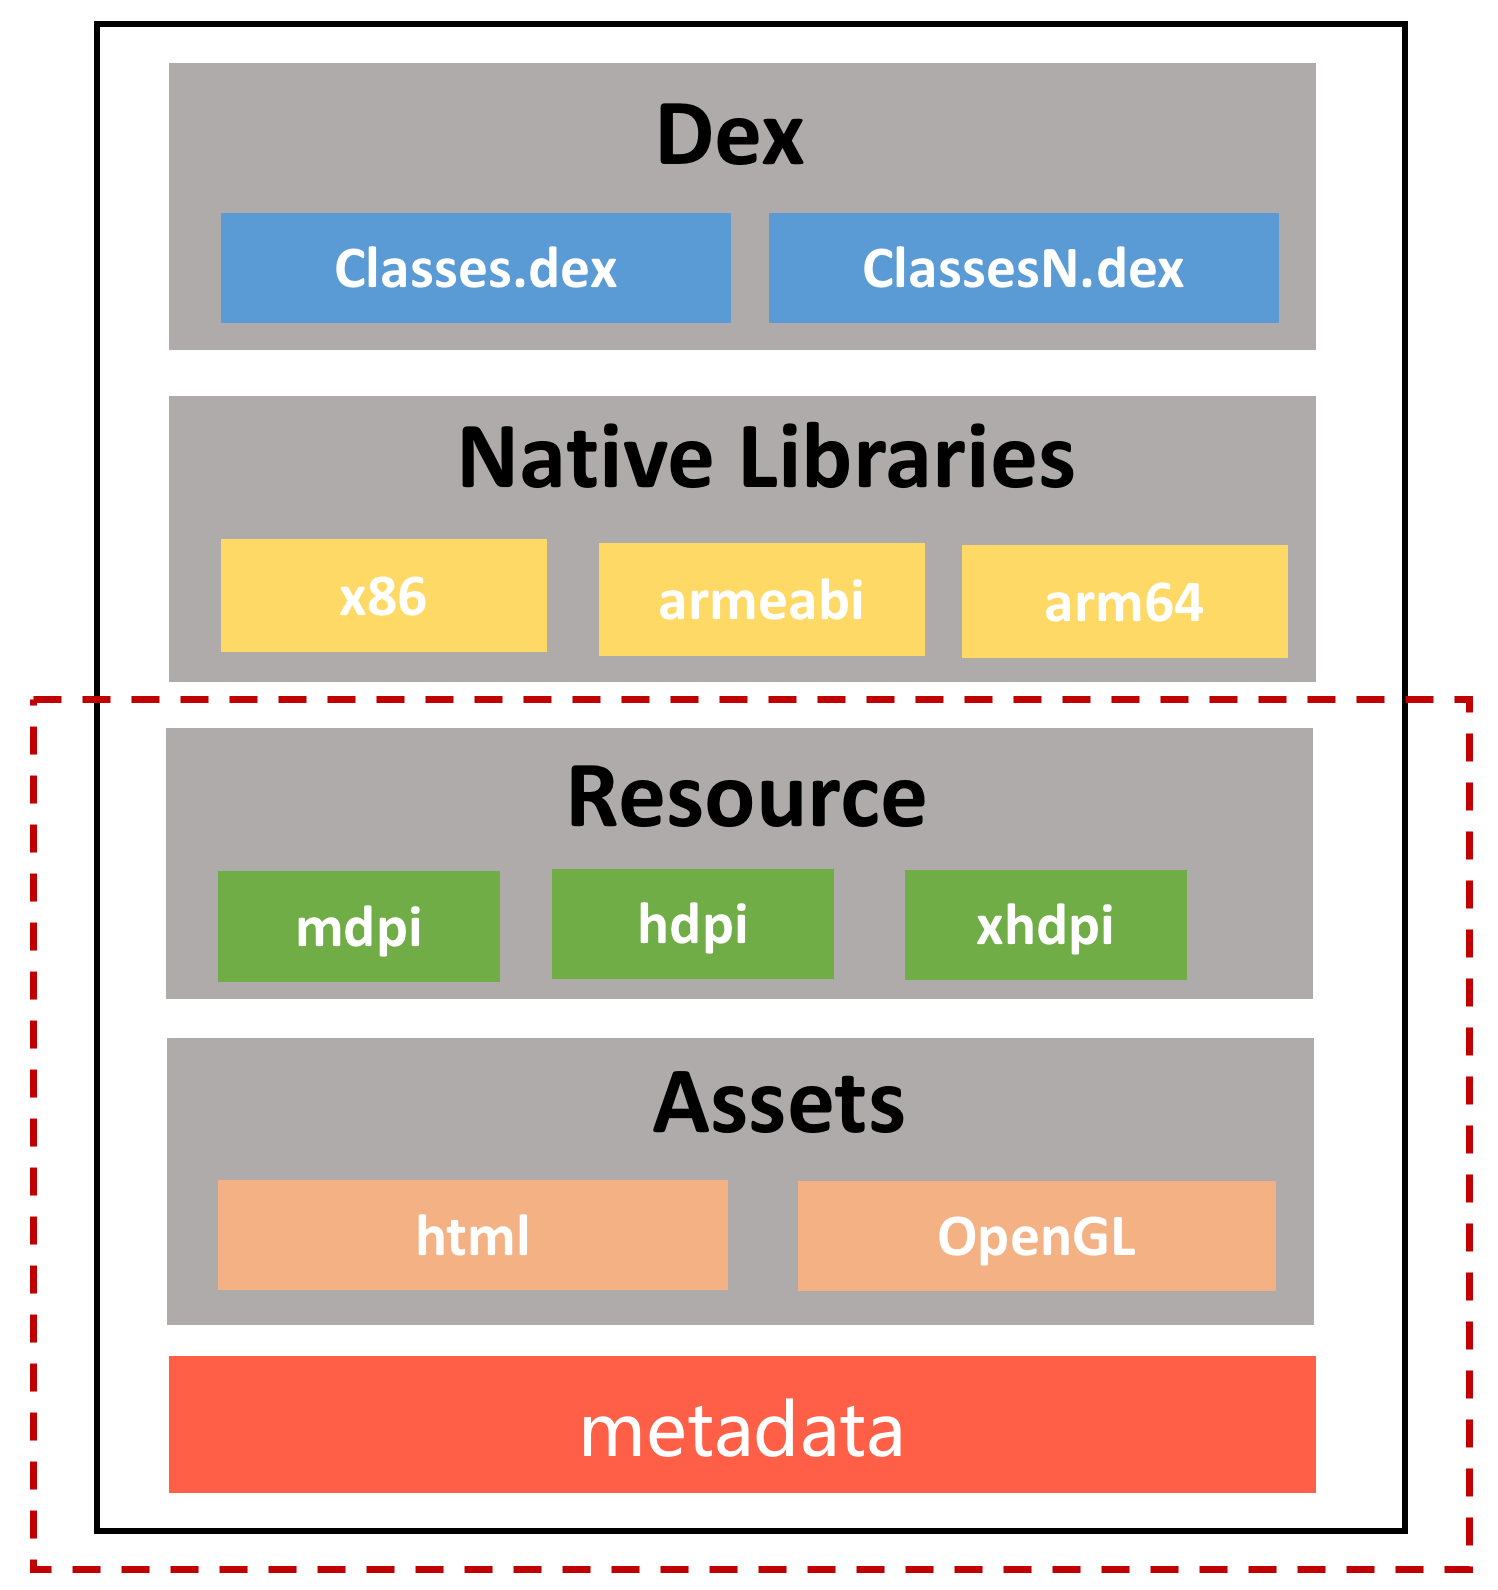 Dex
Classes.dex
ClassesN.dex
Native Libraries
x86
armeabi
arm64
Resource
mdpi
hdpi
xhdpi
Assets
html
OpenGL
metadata